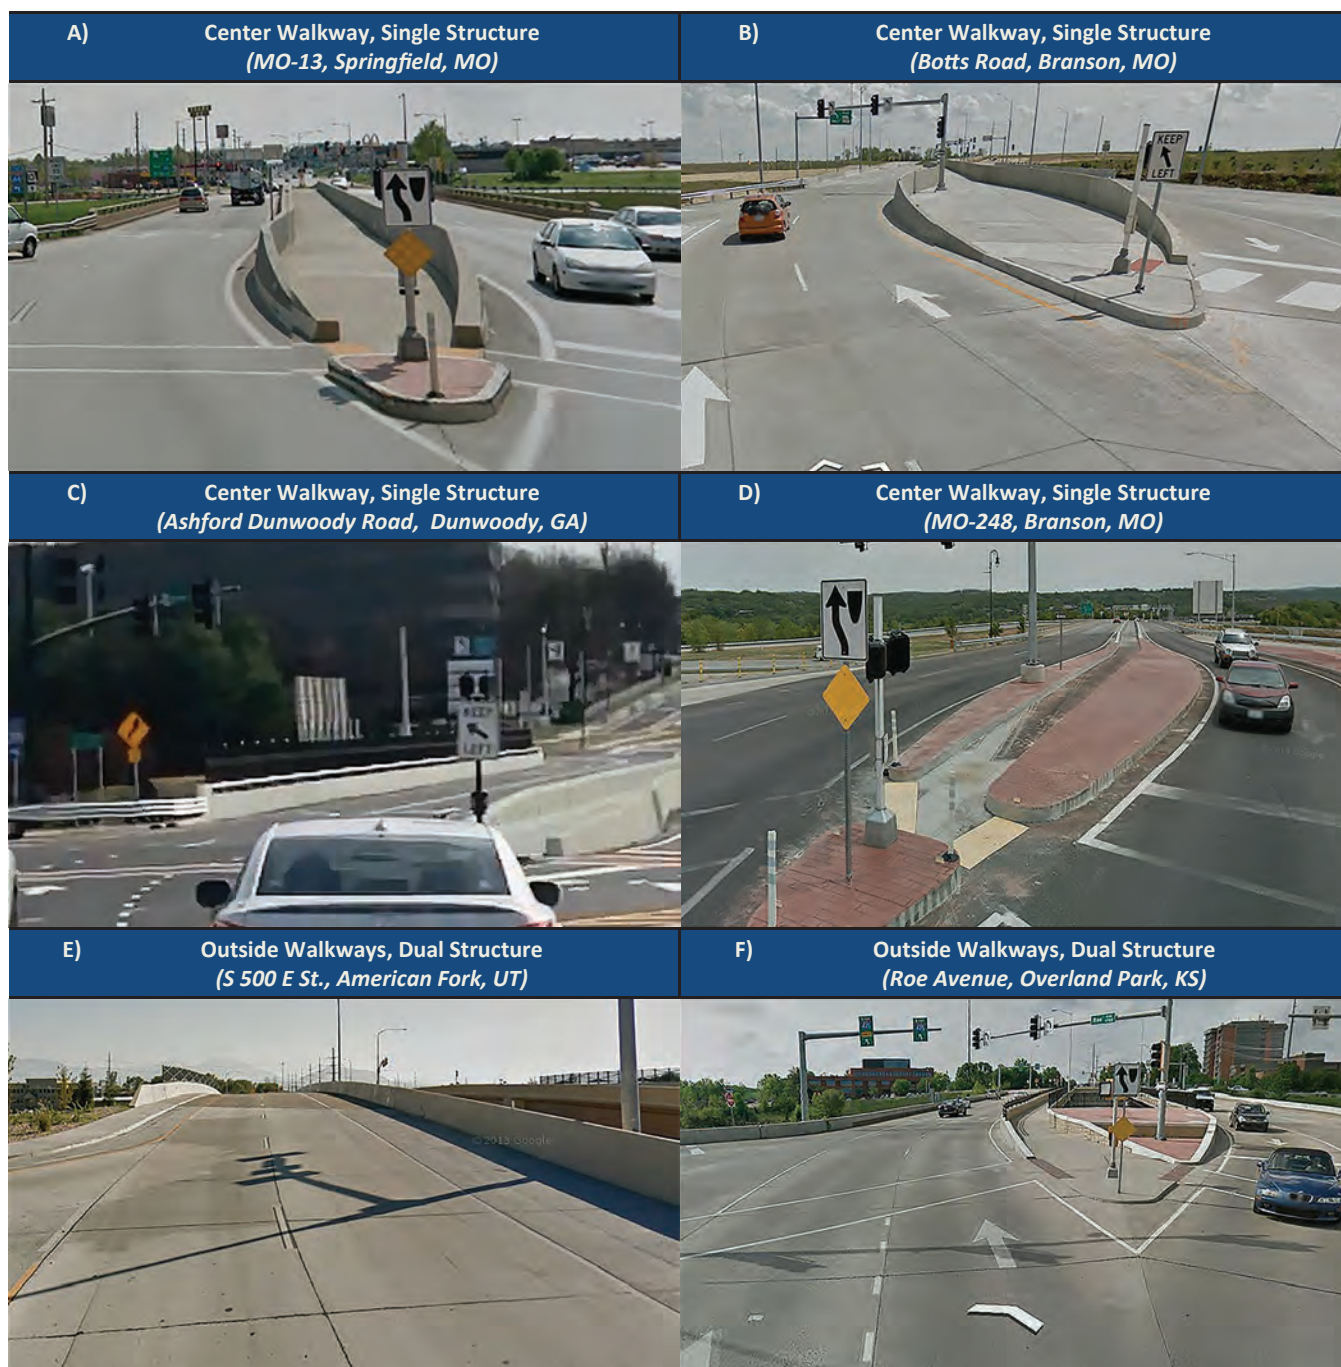 A)
Center Walkway, Single Structure
(MO-13, Springfield, MO)
B)
Center Walkway, Single Structure
(Botts Road, Branson, MO)
KEEP
LEFT
C)
Center Walkway, Single Structure
(Ashford Dunwoody Road, Dunwoody, GA)
D)
Center Walkway, Single Structure
(MO-248, Branson, MO)
KEEP
LEFT
E)
Outside Walkways, Dual Structure
(S 500 E St., American Fork, UT)
F)
Outside Walkways, Dual Structure
(Roe Avenue, Overland Park, KS)
© 2013 Google